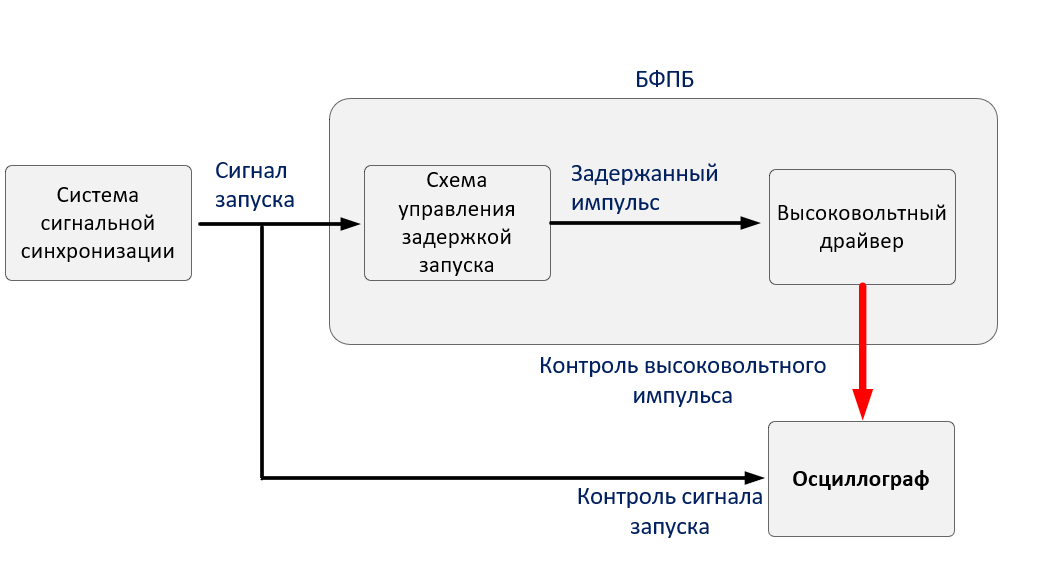 БФПБ
Система
сигнальной
синхронизации
Сигнал
запуска
Схема
управления
задержкой
запуска
Задержанный
импульс
Высоковольтный
драйвер
Контроль высоковольтного
импульса
Осциллограф
Контроль сигнала
запуска